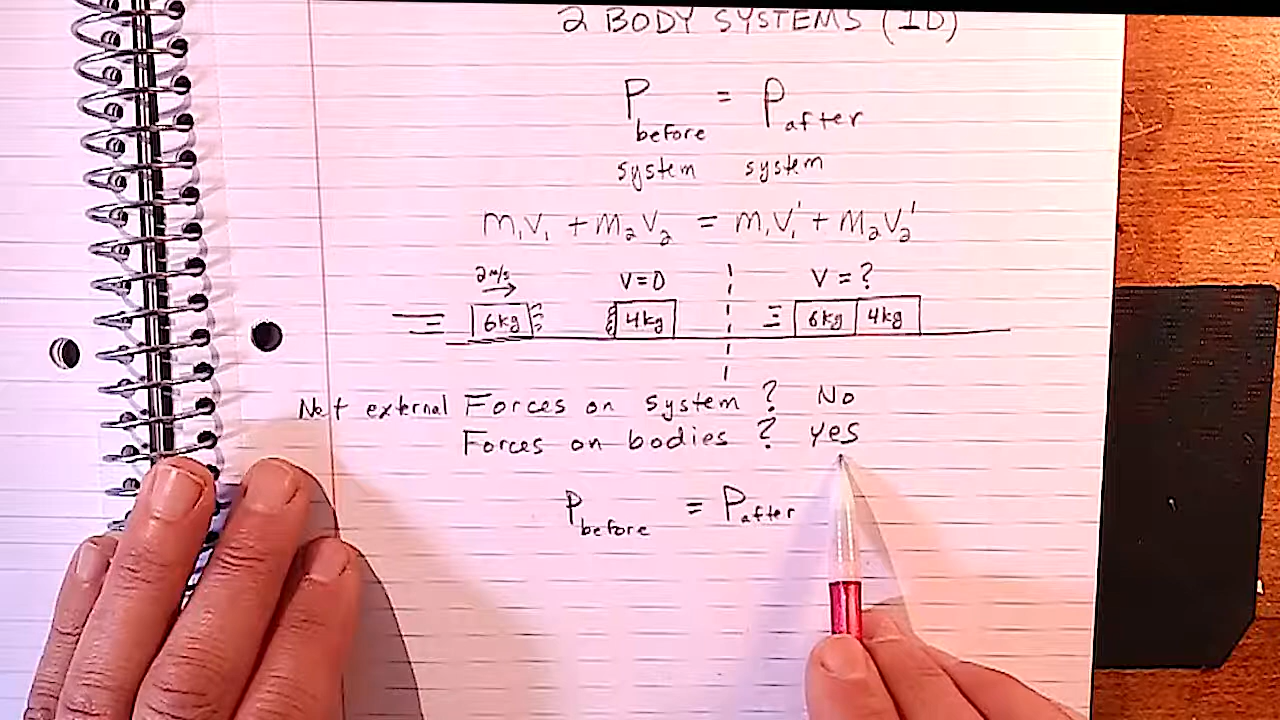 2 BODY SYSTEMS (1D)
P before = P after
system system
m₁v₁ + m₂v₂ = m₁v₁' + m₂v₂'
2 m/s V=0 V=?
6kg 4kg 6kg 4kg
Net external Forces on system? No
Forces on bodies? yes
P before = P after